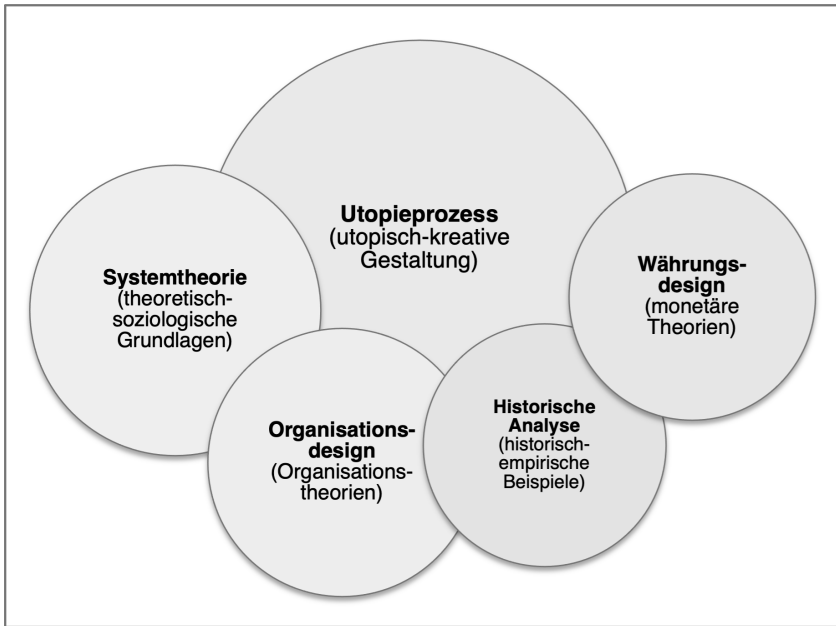 Utopieprozess
(utopisch-kreative
Gestaltung)
Systemtheorie
(theoretisch-
soziologische
Grundlagen)
Währungs-
design
(monetäre
Theorien)
Organisations-
design
(Organisations-
theorien)
Historische
Analyse
(historisch-
empirische
Beispiele)